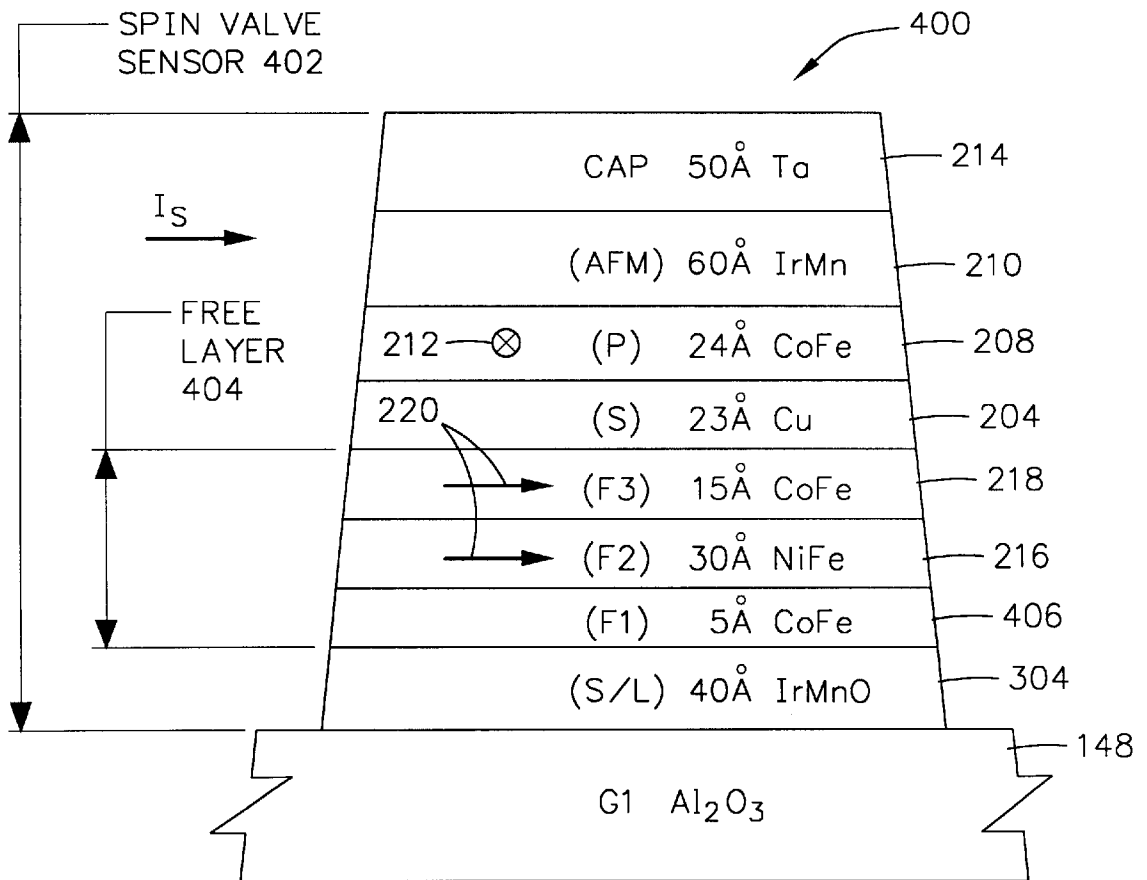 SPIN VALVE
SENSOR 402
400
CAP 50Å Ta
214
I_S
(AFM) 60Å IrMn
210
FREE
LAYER
404
212
(P) 24Å CoFe
208
220
(S) 23Å Cu
204
(F3) 15Å CoFe
218
(F2) 30Å NiFe
216
(F1) 5Å CoFe
406
(S/L) 40Å IrMnO
304
148
G1 Al₂O₃